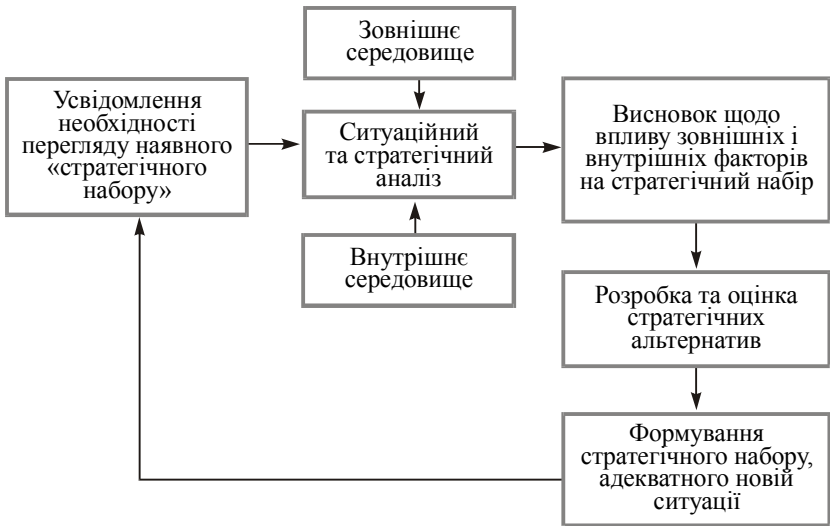 Зовнішнє
середовище
Усвідомлення
необхідності
перегляду наявного
«стратегічного
набору»
Ситуаційний
та стратегічний
аналіз
Висновок щодо
впливу зовнішніх і
внутрішніх факторів
на стратегічний набір
Внутрішнє
середовище
Розробка та оцінка
стратегічних
альтернатив
Формування
стратегічного набору,
адекватного новій
ситуації